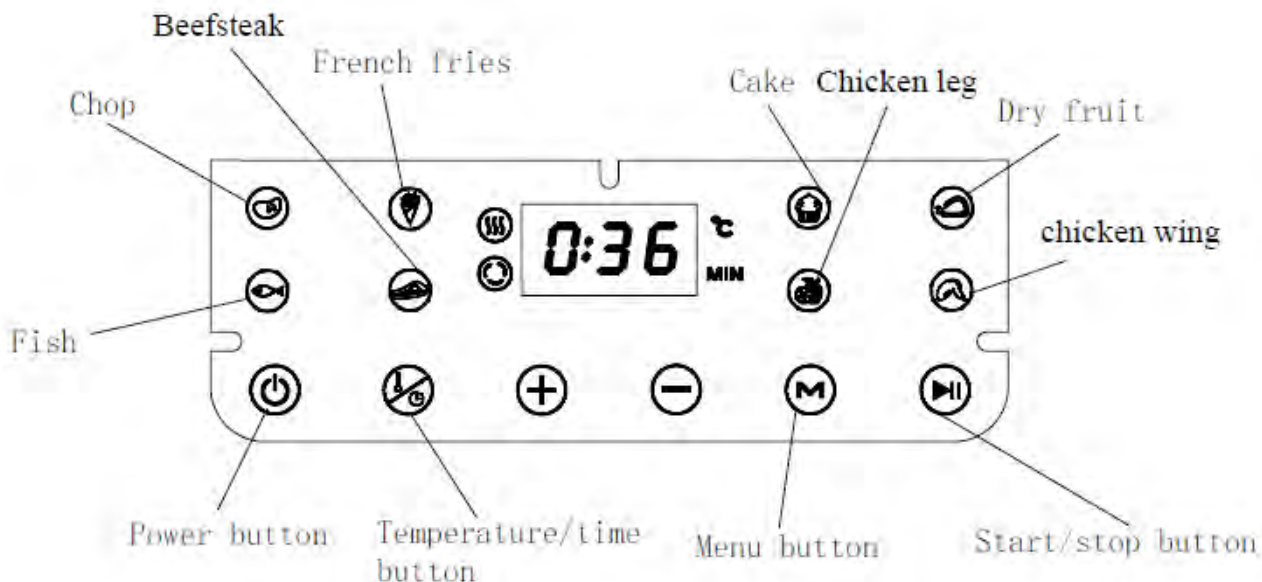 Beefsteak
French fries
Cake Chicken leg
Chop
Dry fruit
chicken wing
0:36
°C
MIN
Fish
M
Power button
Temperature/time
button
Menu button
Start/stop button